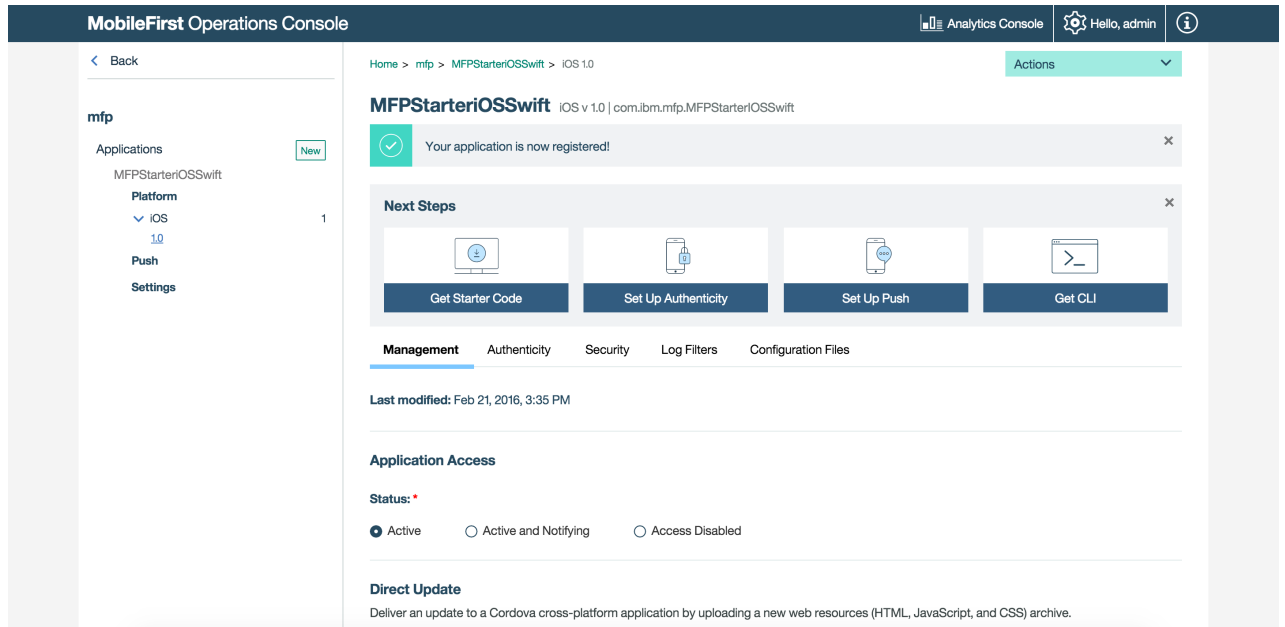 MobileFirst Operations Console
Analytics Console
Hello, admin
Back
mfp
Applications
New
MFPStarteriOSSwift
Platform
iOS 1
1.0
Push
Settings
Home > mfp > MFPStarteriOSSwift > iOS 1.0
Actions
MFPStarteriOSSwift iOS v 1.0 | com.ibm.mfp.MFPStarterIOSSwift
Your application is now registered!
Next Steps
Get Starter Code
Set Up Authenticity
Set Up Push
Get CLI
Management Authenticity Security Log Filters Configuration Files
Last modified: Feb 21, 2016, 3:35 PM
Application Access
Status: *
Active Active and Notifying Access Disabled
Direct Update
Deliver an update to a Cordova cross-platform application by uploading a new web resources (HTML, JavaScript, and CSS) archive.